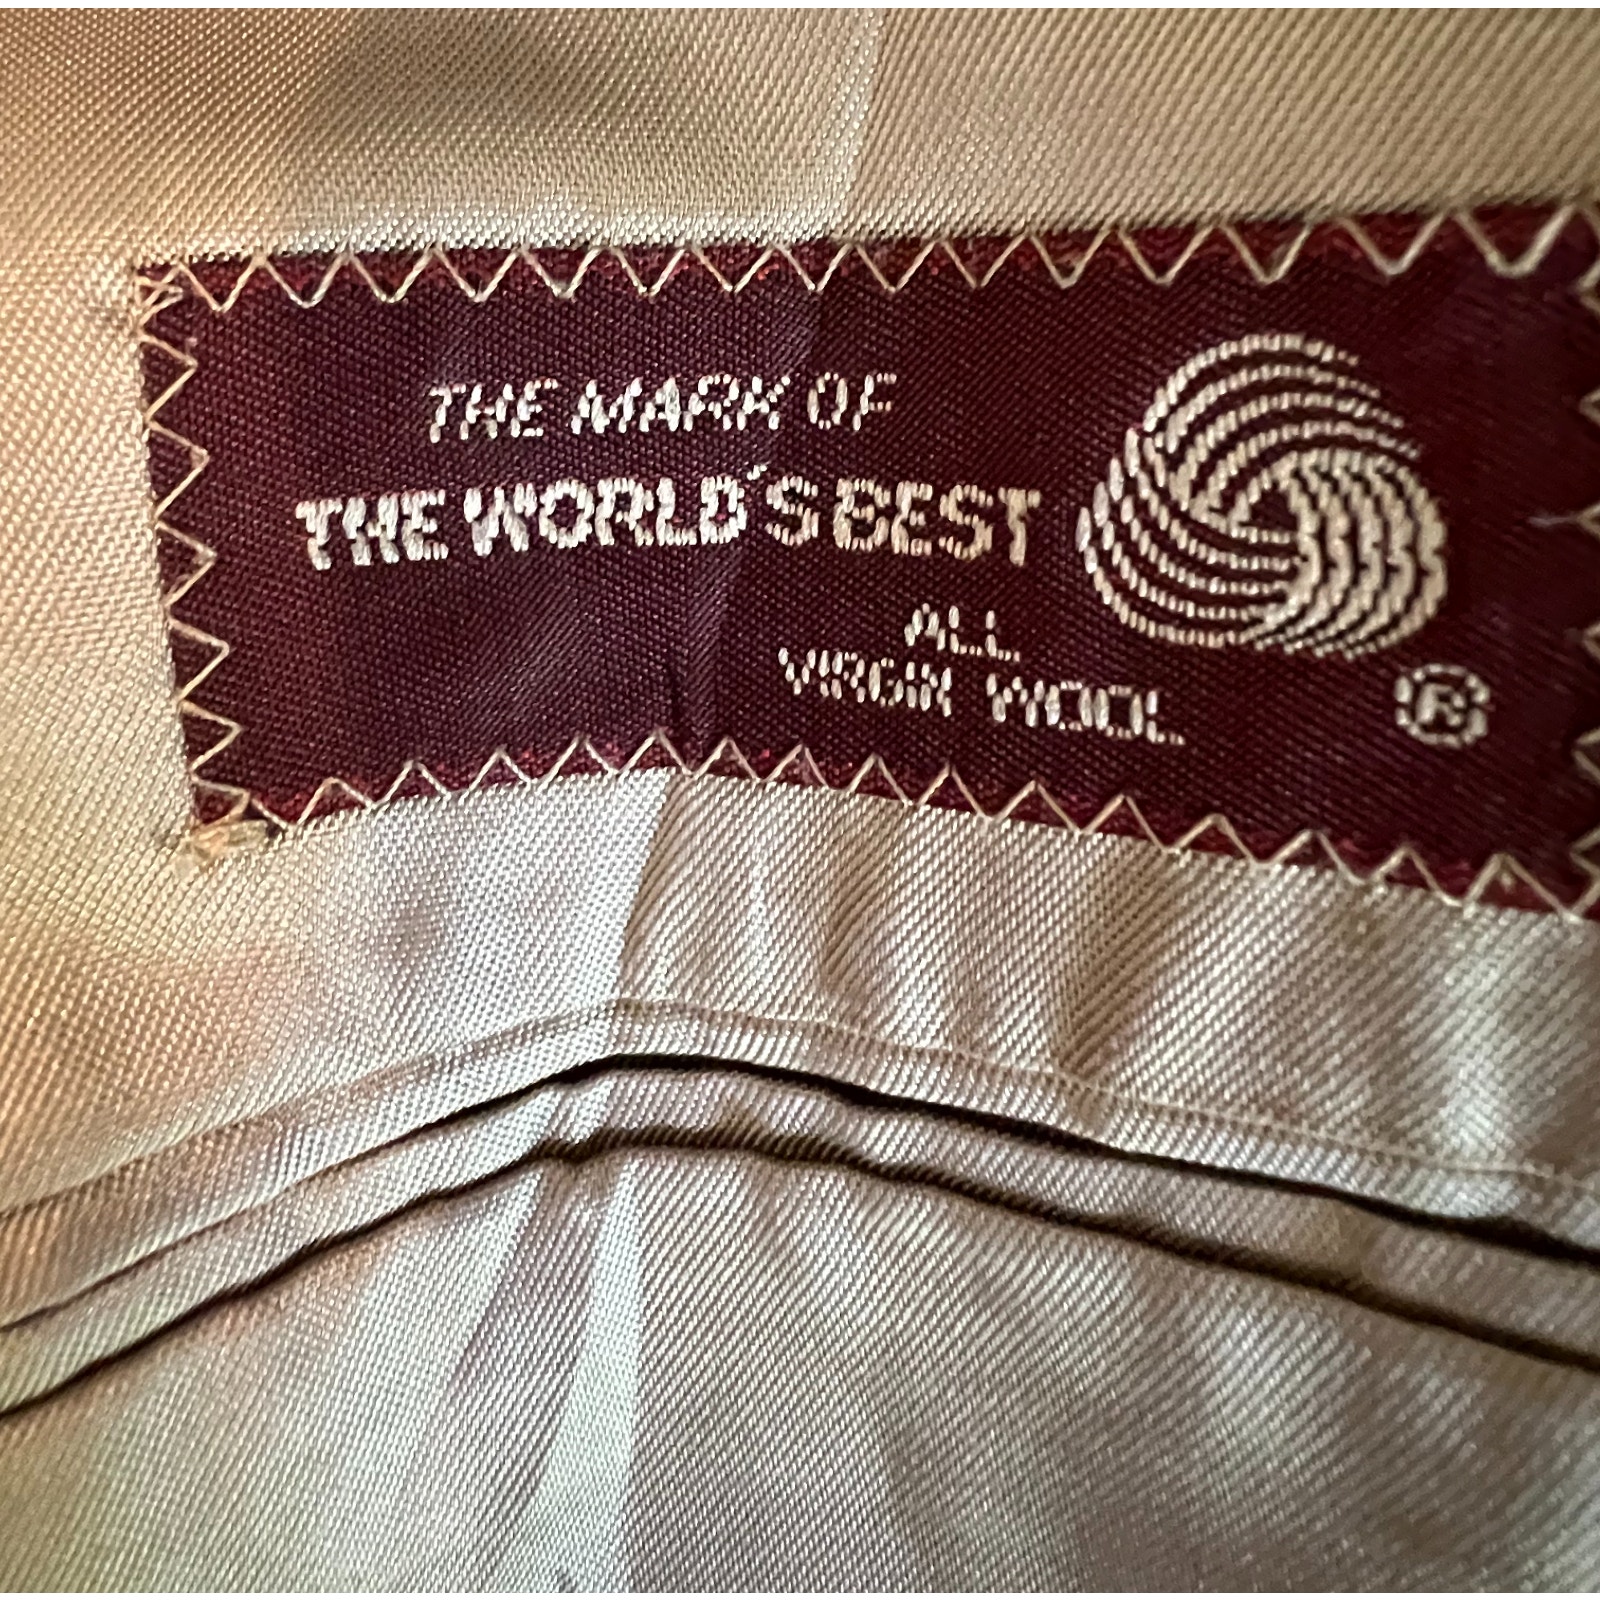 THE MARK OF
THE WORLD'S BEST
ALL
VIRGIN WOOL
®